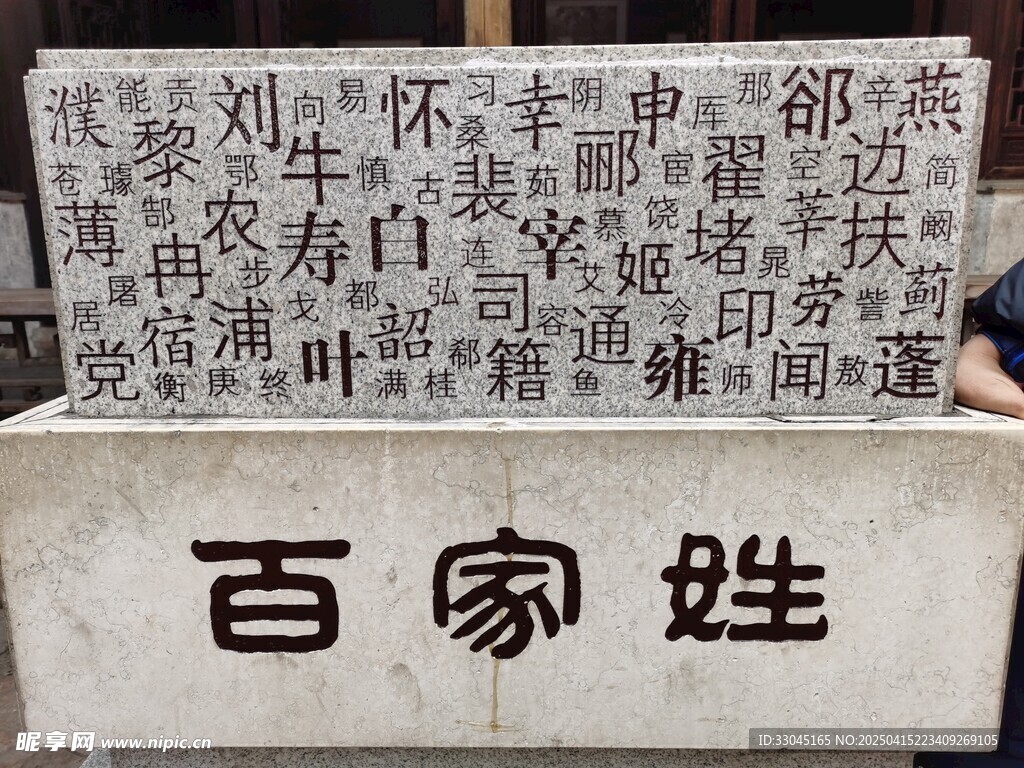 濮 能 贡 刘 向 易 怀 习 幸 阴 申 厍 那 郤 辛 燕
黎 牛 桑 郦 翟 边
苍 璩 鄂 慎 古 裴 茹 宦 空 简
薄 郜 农 寿 白 连 宰 慕 饶 堵 莘 扶 阚
冉 步 姬 晁
居 屠 浦 戈 都 弘 司 容 艾 通 冷 印 劳 訾 蓟
宿 韶 郗
党 衡 庚 终 叶 满 桂 籍 鱼 雍 师 闻 敖 蓬
百家姓
昵享网 www.nipic.cn
ID:33045165 NO:20250415223409269105